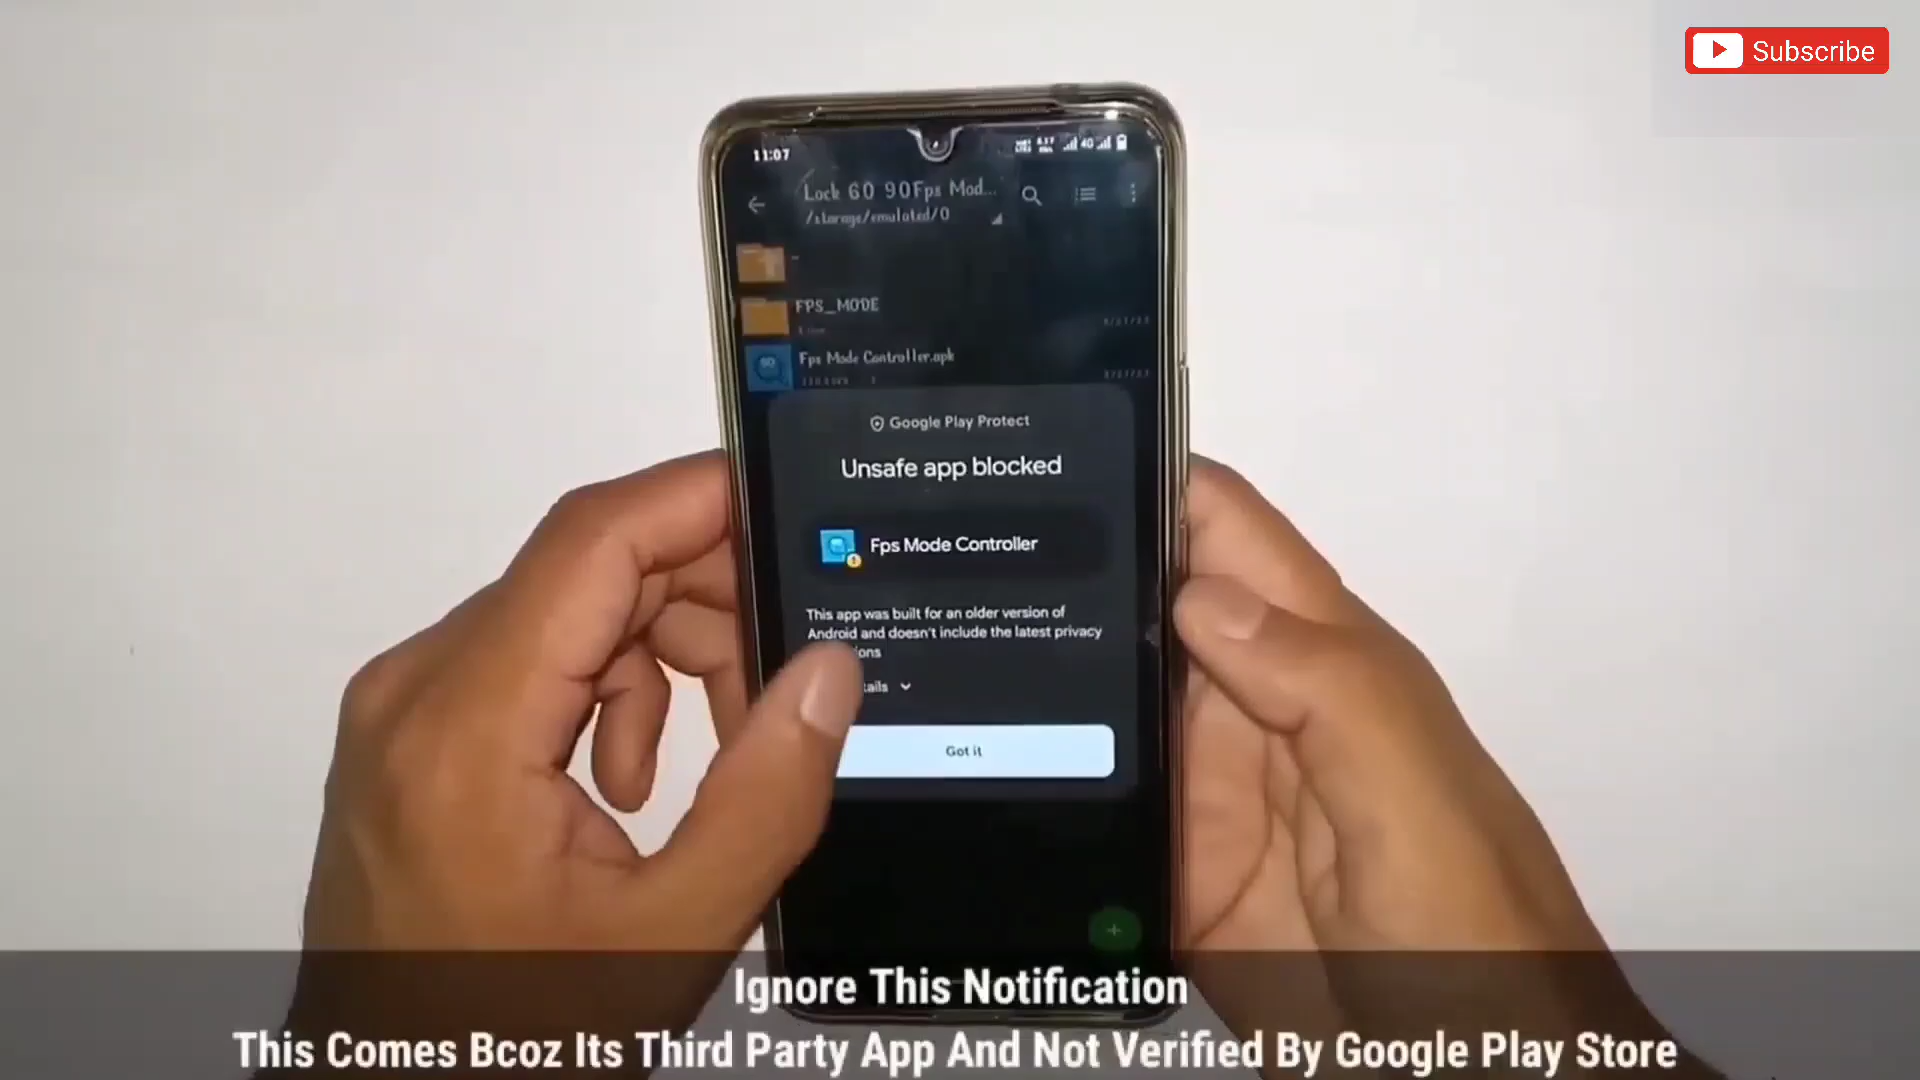 Subscribe
11:07
4G
Lock 60 90Fps Mod...
/storage/emulated/0
FPS_MODE
Fps Mode Controller.apk
Google Play Protect
Unsafe app blocked
Fps Mode Controller
This app was built for an older version of
Android and doesn't include the latest privacy
ions
tails
Got it
Ignore This Notification
This Comes Bcoz Its Third Party App And Not Verified By Google Play Store